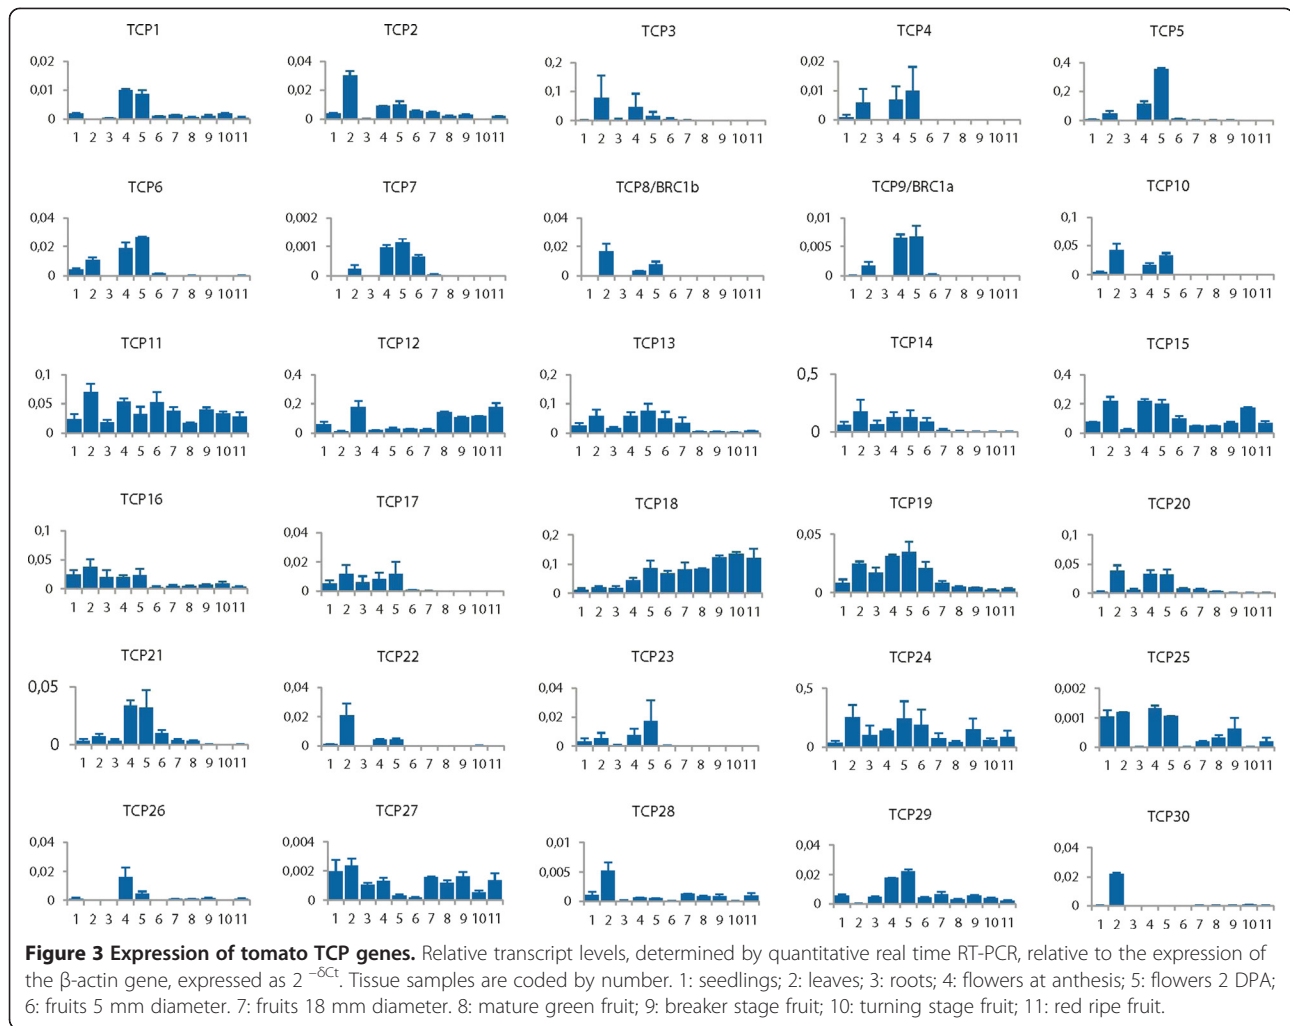 TCP1
0,02
0,01
0
1 2 3 4 5 6 7 8 9 10 11
TCP2
0,04
0,02
0
1 2 3 4 5 6 7 8 9 10 11
TCP3
0,2
0,1
0
1 2 3 4 5 6 7 8 9 10 11
TCP4
0,02
0,01
0
1 2 3 4 5 6 7 8 9 10 11
TCP5
0,4
0,2
0
1 2 3 4 5 6 7 8 9 10 11
TCP6
0,04
0,02
0
1 2 3 4 5 6 7 8 9 10 11
TCP7
0,002
0,001
0
1 2 3 4 5 6 7 8 9 10 11
TCP8/BRC1b
0,04
0,02
0
1 2 3 4 5 6 7 8 9 10 11
TCP9/BRC1a
0,01
0,005
0
1 2 3 4 5 6 7 8 9 10 11
TCP10
0,1
0,05
0
1 2 3 4 5 6 7 8 9 10 11
TCP11
0,1
0,05
0
1 2 3 4 5 6 7 8 9 10 11
TCP12
0,4
0,2
0
1 2 3 4 5 6 7 8 9 10 11
TCP13
0,2
0,1
0
1 2 3 4 5 6 7 8 9 10 11
TCP14
0,5
0
1 2 3 4 5 6 7 8 9 10 11
TCP15
0,4
0,2
0
1 2 3 4 5 6 7 8 9 10 11
TCP16
0,1
0,05
0
1 2 3 4 5 6 7 8 9 10 11
TCP17
0,04
0,02
0
1 2 3 4 5 6 7 8 9 10 11
TCP18
0,2
0,1
0
1 2 3 4 5 6 7 8 9 10 11
TCP19
0,05
0
1 2 3 4 5 6 7 8 9 10 11
TCP20
0,1
0,05
0
1 2 3 4 5 6 7 8 9 10 11
TCP21
0,05
0
1 2 3 4 5 6 7 8 9 10 11
TCP22
0,04
0,02
0
1 2 3 4 5 6 7 8 9 10 11
TCP23
0,04
0,02
0
1 2 3 4 5 6 7 8 9 10 11
TCP24
0,5
0
1 2 3 4 5 6 7 8 9 10 11
TCP25
0,002
0,001
0
1 2 3 4 5 6 7 8 9 10 11
TCP26
0,04
0,02
0
1 2 3 4 5 6 7 8 9 10 11
TCP27
0,004
0,002
0
1 2 3 4 5 6 7 8 9 10 11
TCP28
0,01
0,005
0
1 2 3 4 5 6 7 8 9 10 11
TCP29
0,04
0,02
0
1 2 3 4 5 6 7 8 9 10 11
TCP30
0,04
0,02
0
1 2 3 4 5 6 7 8 9 10 11
Figure 3 Expression of tomato TCP genes. Relative transcript levels, determined by quantitative real time RT-PCR, relative to the expression of
the β-actin gene, expressed as 2 −δCt. Tissue samples are coded by number. 1: seedlings; 2: leaves; 3: roots; 4: flowers at anthesis; 5: flowers 2 DPA;
6: fruits 5 mm diameter. 7: fruits 18 mm diameter. 8: mature green fruit; 9: breaker stage fruit; 10: turning stage fruit; 11: red ripe fruit.